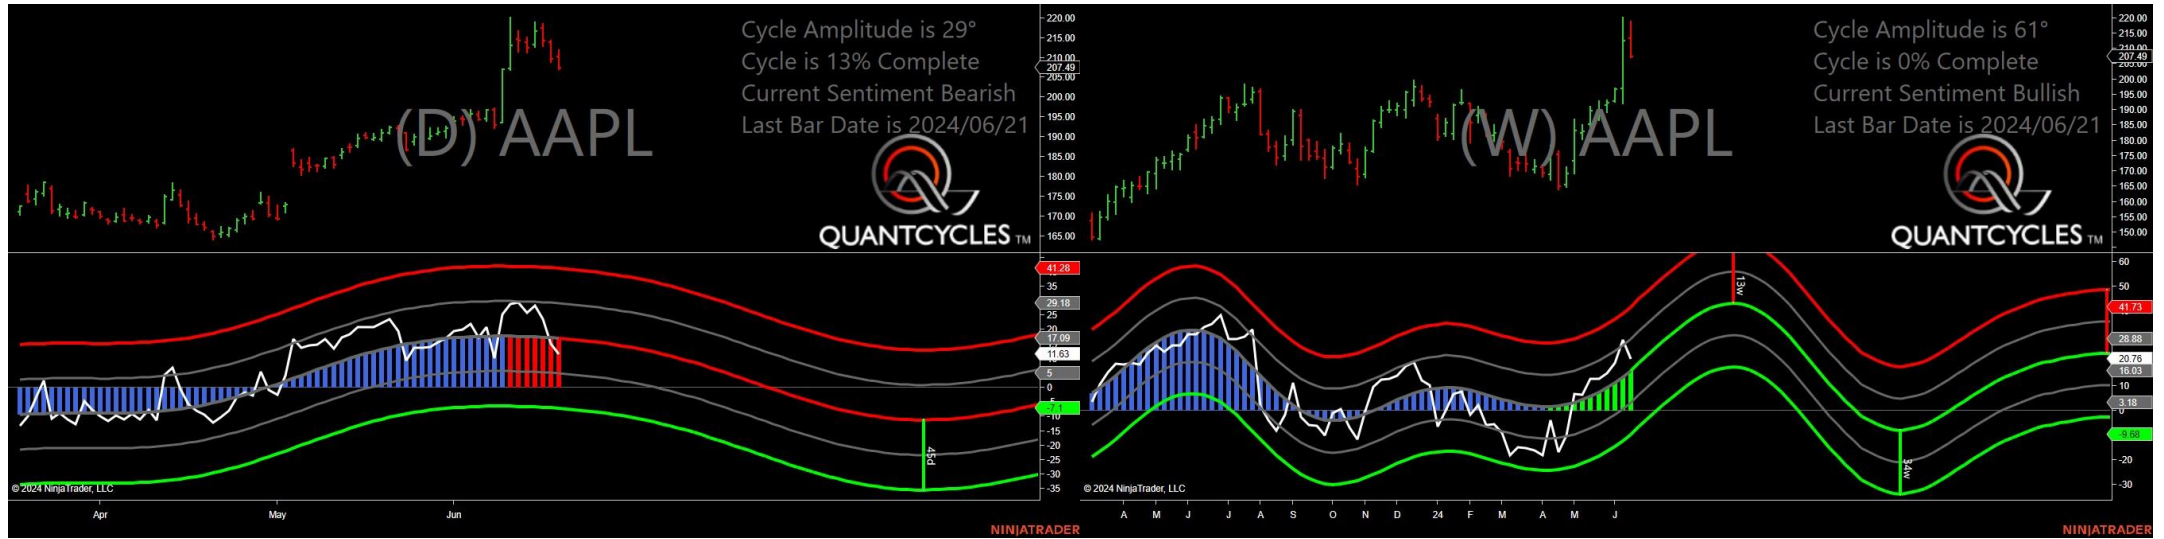 Cycle Amplitude is 29°
Cycle is 13% Complete
Current Sentiment Bearish
Last Bar Date is 2024/06/21
(D) AAPL
QUANTCYCLES TM
220.00
215.00
210.00
207.49
205.00
200.00
195.00
190.00
185.00
180.00
175.00
170.00
165.00
41.28
35
29.18
25
20
17.09
11.63
5
0
-7.1
-10
-15
-20
-25
-30
-35
45d
© 2024 NinjaTrader, LLC
Apr May Jun
NINJATRADER
Cycle Amplitude is 61°
Cycle is 0% Complete
Current Sentiment Bullish
Last Bar Date is 2024/06/21
(W) AAPL
QUANTCYCLES TM
220.00
215.00
210.00
207.49
205.00
200.00
195.00
190.00
185.00
180.00
175.00
170.00
165.00
160.00
155.00
150.00
60
50
41.73
28.88
20.76
16.03
10
3.18
0
-9.68
-20
-30
13w
34w
© 2024 NinjaTrader, LLC
A M J J A S O N D 24 F M A M J
NINJATRADER